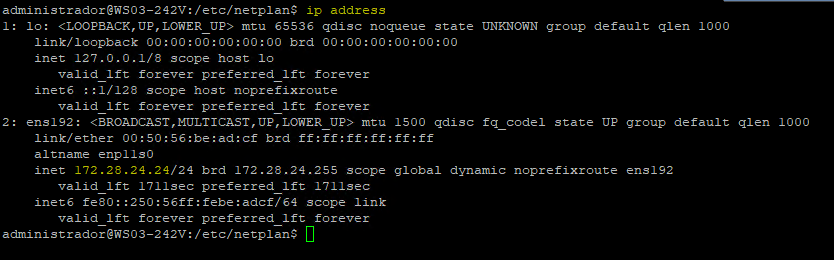 administrador@WS03-242V:/etc/netplan$ ip address
1: lo: <LOOPBACK,UP,LOWER_UP> mtu 65536 qdisc noqueue state UNKNOWN group default qlen 1000
    link/loopback 00:00:00:00:00:00 brd 00:00:00:00:00:00
    inet 127.0.0.1/8 scope host lo
       valid_lft forever preferred_lft forever
    inet6 ::1/128 scope host noprefixroute
       valid_lft forever preferred_lft forever
2: ens192: <BROADCAST,MULTICAST,UP,LOWER_UP> mtu 1500 qdisc fq_codel state UP group default qlen 1000
    link/ether 00:50:56:be:ad:cf brd ff:ff:ff:ff:ff:ff
    altname enp11s0
    inet 172.28.24.24/24 brd 172.28.24.255 scope global dynamic noprefixroute ens192
       valid_lft 1711sec preferred_lft 1711sec
    inet6 fe80::250:56ff:febe:adcf/64 scope link
       valid_lft forever preferred_lft forever
administrador@WS03-242V:/etc/netplan$